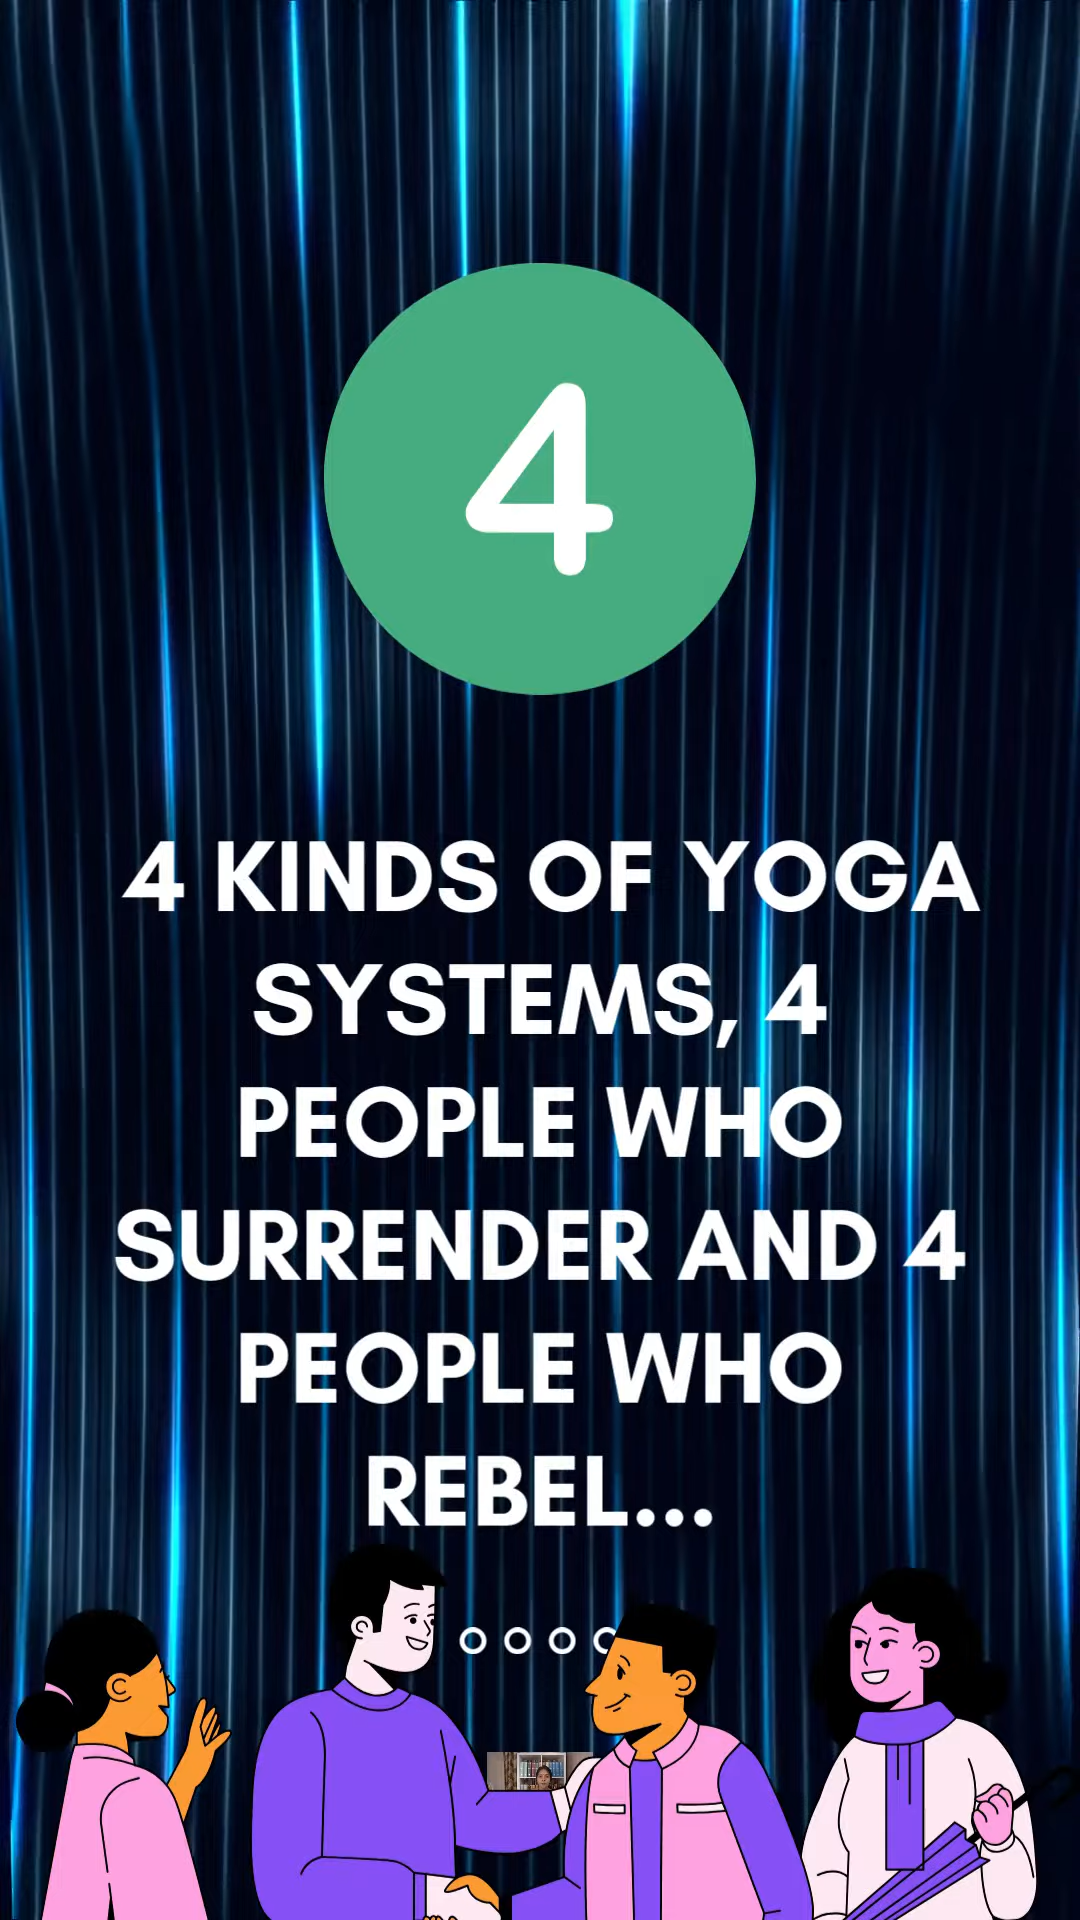 4
4 KINDS OF YOGA
SYSTEMS, 4
PEOPLE WHO
SURRENDER AND 4
PEOPLE WHO
REBEL...